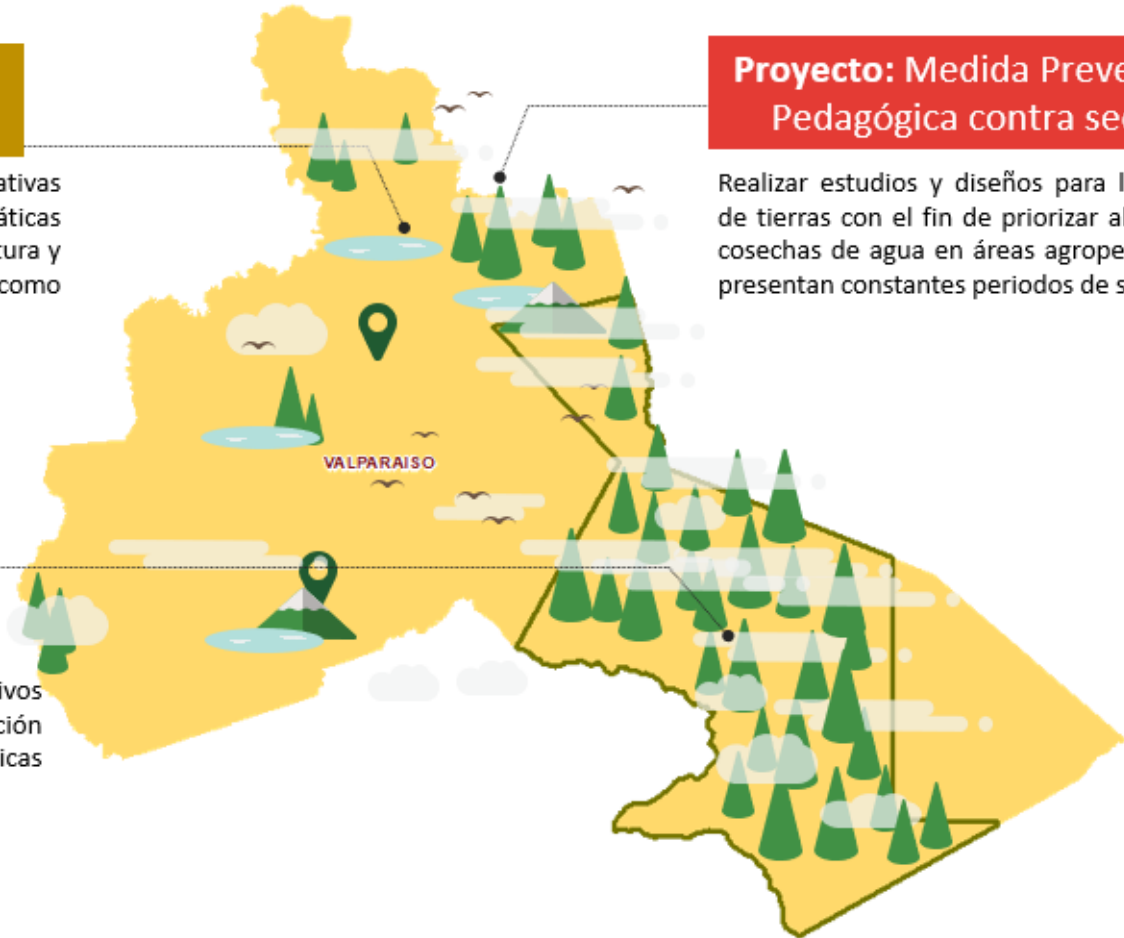 Proyecto: Medida Preve
Pedagógica contra se
ativas
áticas
tura y
como
Realizar estudios y diseños para l
de tierras con el fin de priorizar al
cosechas de agua en áreas agrope
presentan constantes periodos de s
VALPARAISO
ivos
ción
icas